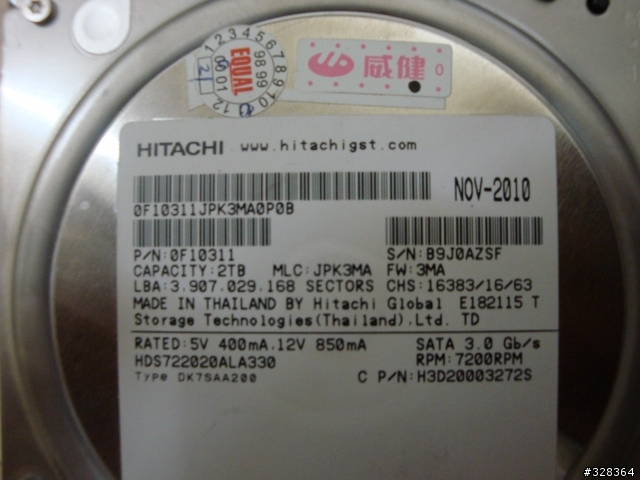 1 2 3 4 5 6 7 8 9 10 11 12
EQUAL
98 99 00 01
威健 0
HITACHI www.hitachigst.com
NOV-2010
0F10311JPK3MA0P0B
P/N:0F10311 S/N:B9J0AZSF
CAPACITY:2TB MLC:JPK3MA FW:3MA
LBA:3.907.029.168 SECTORS CHS:16383/16/63
MADE IN THAILAND BY Hitachi Global E182115 T
Storage Technologies(Thailand),Ltd. TD
RATED:5V 400mA,12V 850mA SATA 3.0 Gb/s
HDS722020ALA330 RPM:7200RPM
Type DK7SAA200 C P/N:H3D20003272S
#328364